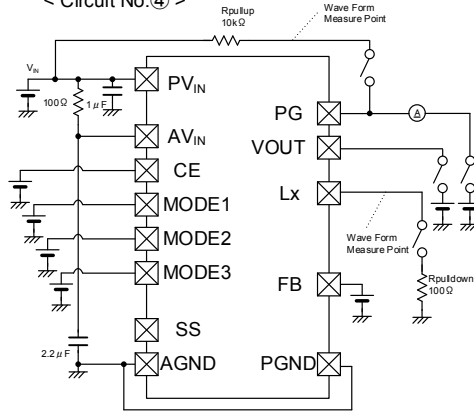 < Circuit No.④ >
Rpullup
10kΩ
Wave Form
Measure Point
VIN
100Ω
1μF
PVIN
AVIN
CE
MODE1
MODE2
MODE3
SS
AGND
2.2μF
PG
VOUT
Lx
FB
PGND
A
Wave Form
Measure Point
Rpulldown
100Ω